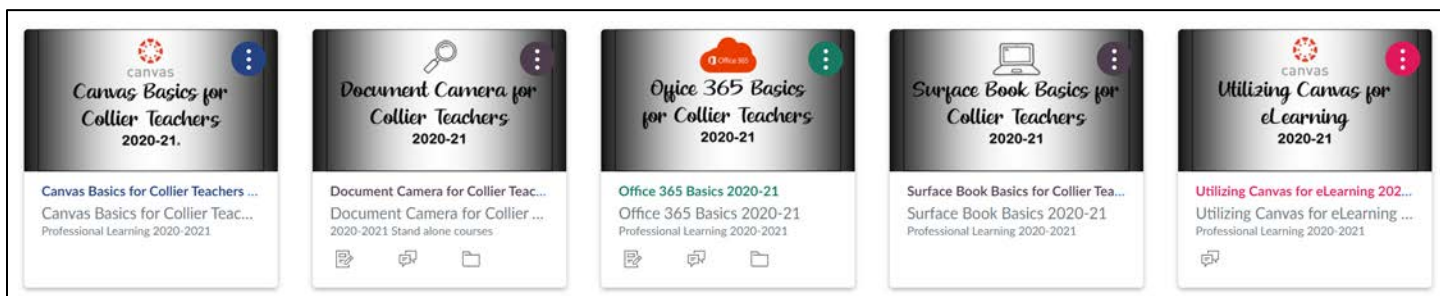 canvas
Canvas Basics for
Collier Teachers
2020-21.
Canvas Basics for Collier Teachers ...
Canvas Basics for Collier Teac...
Professional Learning 2020-2021
Document Camera for
Collier Teachers
2020-21
Document Camera for Collier Teac...
Document Camera for Collier ...
2020-2021 Stand alone courses
Office 365
Office 365 Basics
for Collier Teachers
2020-21
Office 365 Basics 2020-21
Office 365 Basics 2020-21
Professional Learning 2020-2021
Surface Book Basics for
Collier Teachers
2020-21
Surface Book Basics for Collier Tea...
Surface Book Basics 2020-21
Professional Learning 2020-2021
canvas
Utilizing Canvas for
eLearning
2020-21
Utilizing Canvas for eLearning 202...
Utilizing Canvas for eLearning ...
Professional Learning 2020-2021